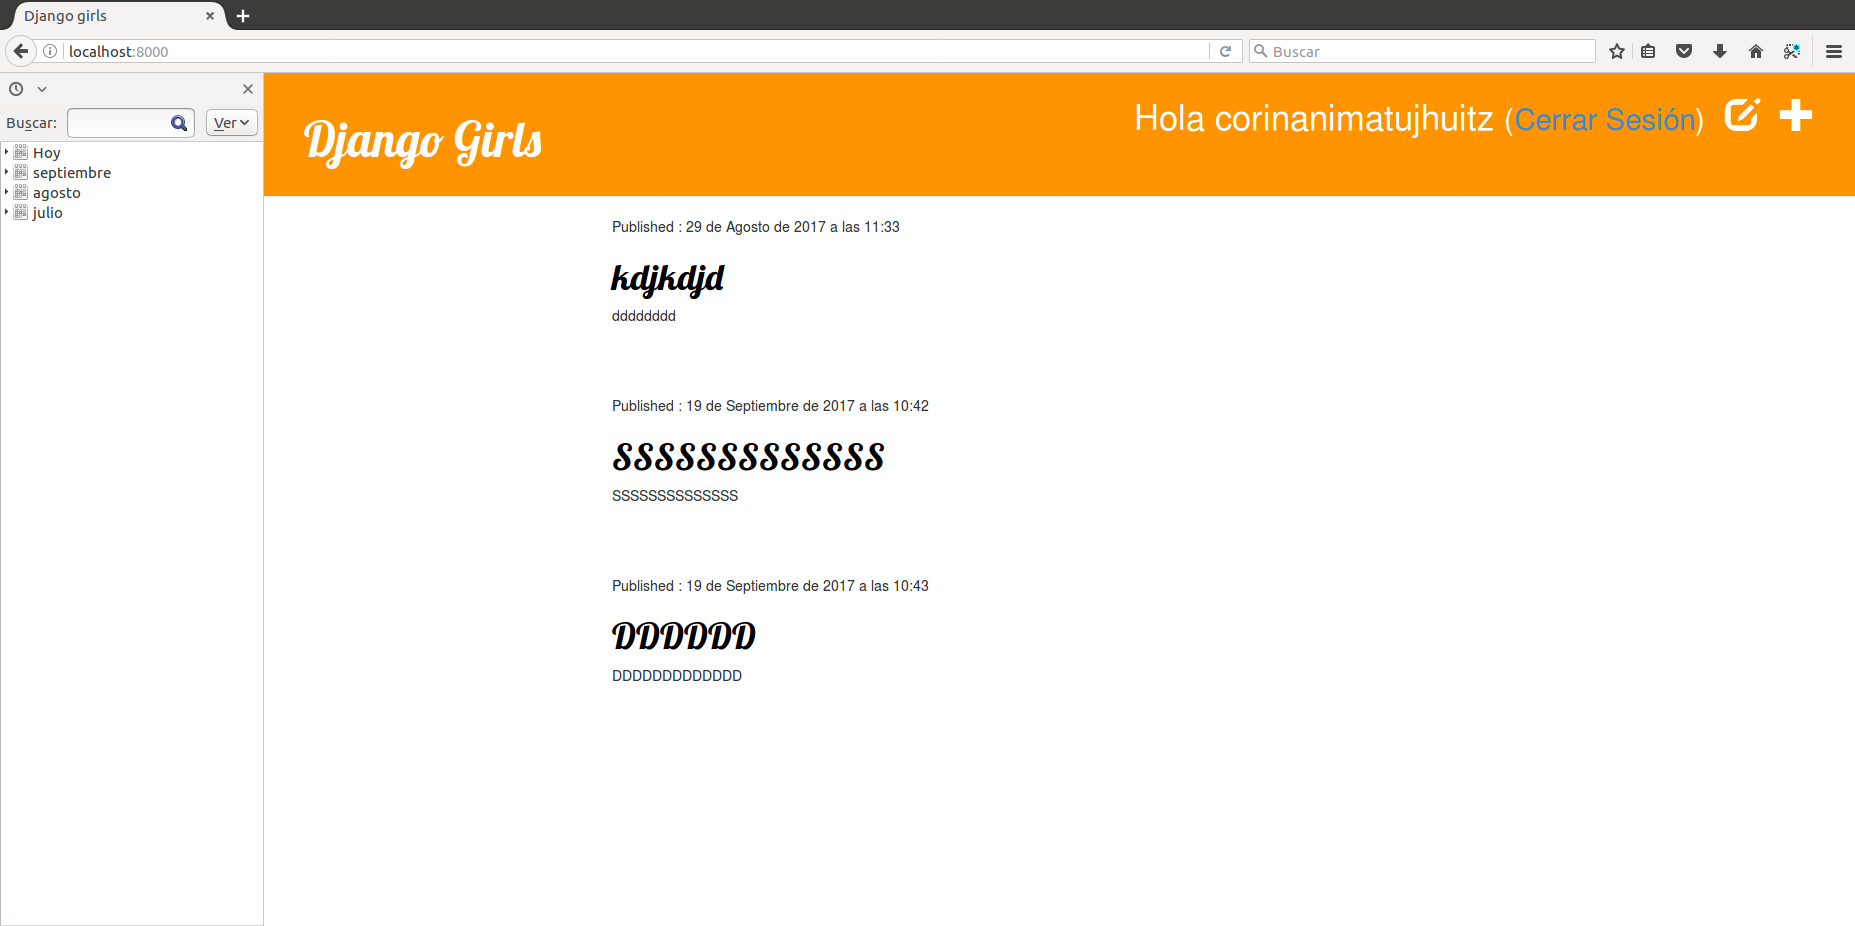 Django girls
localhost:8000
Buscar
Buscar:
Ver
Hoy
septiembre
agosto
julio
Django Girls
Hola corinanimatujhuitz (Cerrar Sesión)
Published : 29 de Agosto de 2017 a las 11:33
kdjkdjd
dddddddd
Published : 19 de Septiembre de 2017 a las 10:42
SSSSSSSSSSSSS
SSSSSSSSSSSSSS
Published : 19 de Septiembre de 2017 a las 10:43
DDDDDD
DDDDDDDDDDDDD